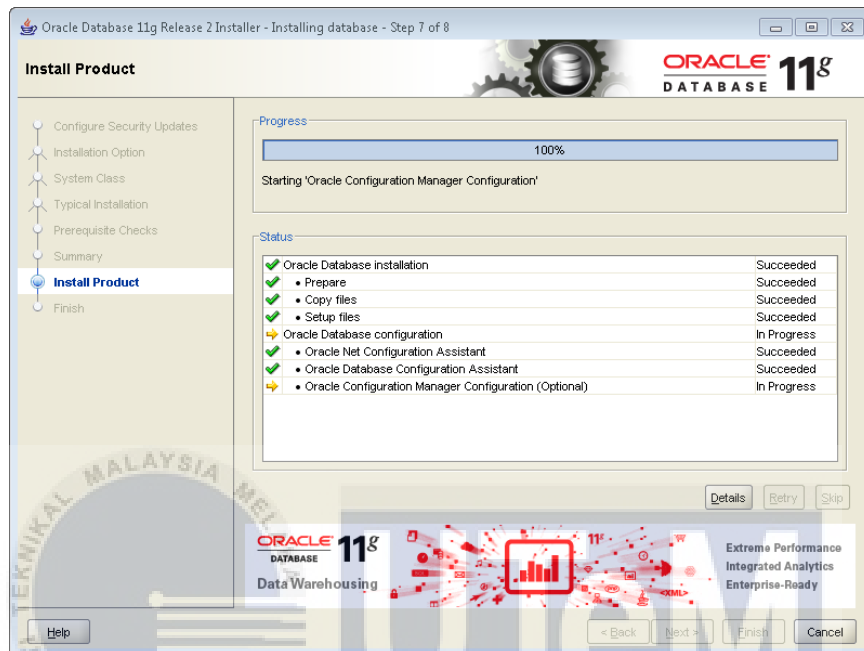 Oracle Database 11g Release 2 Installer - Installing database - Step 7 of 8
Install Product
ORACLE
DATABASE 11g
Configure Security Updates
Installation Option
System Class
Typical Installation
Prerequisite Checks
Summary
Install Product
Finish
Progress
100%
Starting 'Oracle Configuration Manager Configuration'
Status
Oracle Database installation Succeeded
• Prepare Succeeded
• Copy files Succeeded
• Setup files Succeeded
Oracle Database configuration In Progress
• Oracle Net Configuration Assistant Succeeded
• Oracle Database Configuration Assistant Succeeded
• Oracle Configuration Manager Configuration (Optional) In Progress
Details Retry Skip
ORACLE
DATABASE 11g
Data Warehousing
11g
<XML>
Extreme Performance
Integrated Analytics
Enterprise-Ready
Help < Back Next > Finish Cancel
TEKNIKAL MALAYSIA